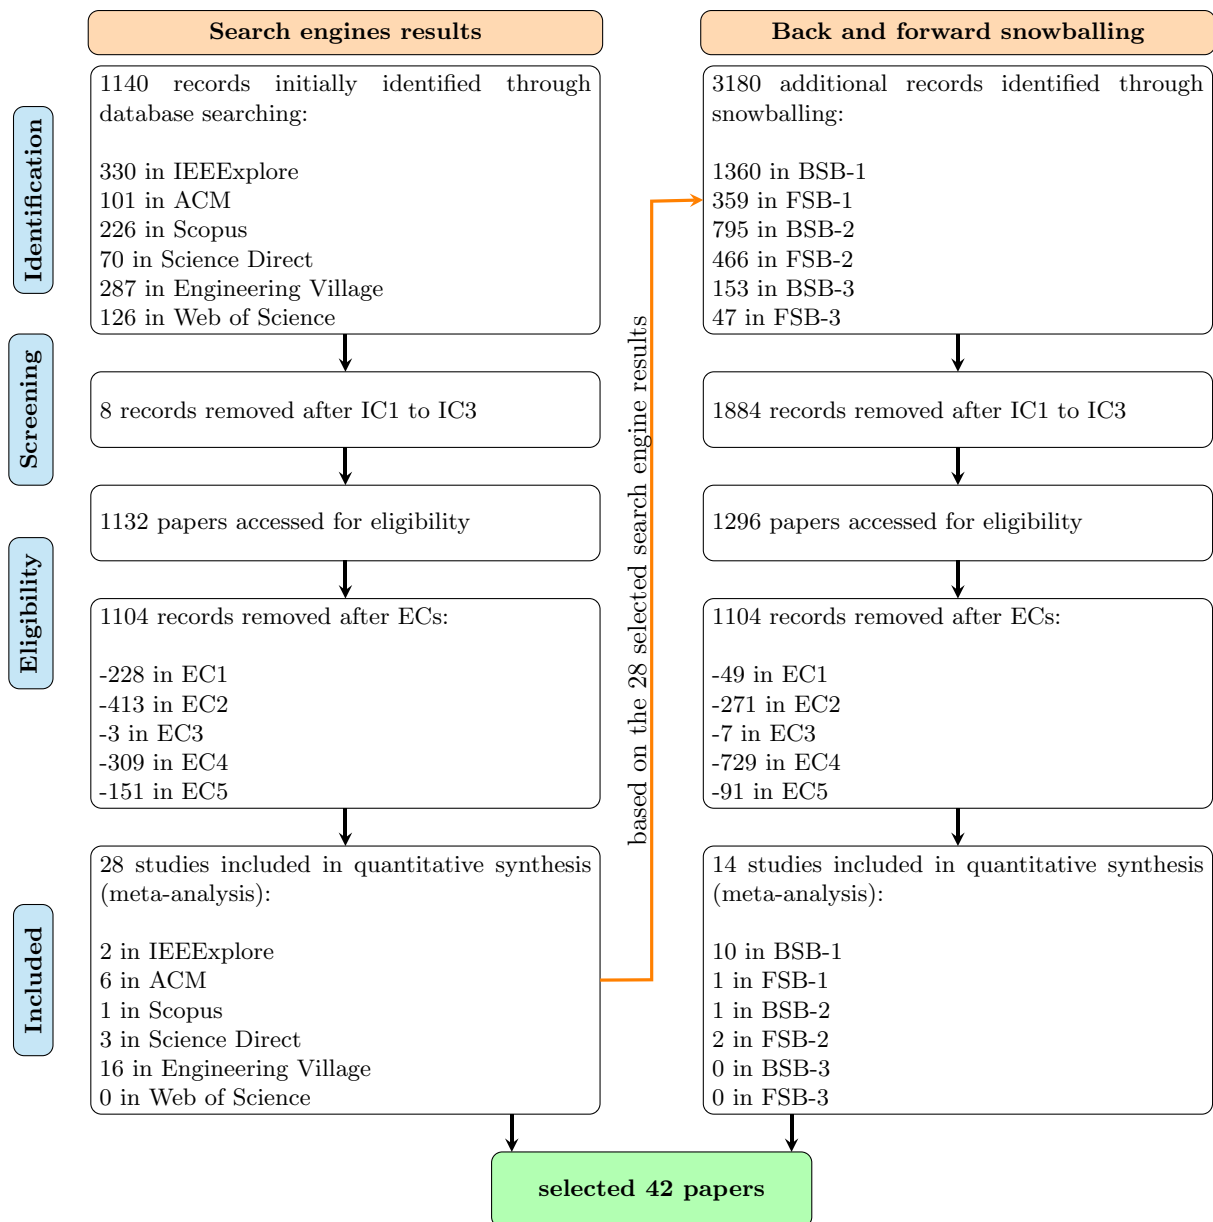 Search engines results
Back and forward snowballing
Identification
1140 records initially identified through
database searching:
330 in IEEExplore
101 in ACM
226 in Scopus
70 in Science Direct
287 in Engineering Village
126 in Web of Science
3180 additional records identified through
snowballing:
1360 in BSB-1
359 in FSB-1
795 in BSB-2
466 in FSB-2
153 in BSB-3
47 in FSB-3
Screening
8 records removed after IC1 to IC3
1884 records removed after IC1 to IC3
based on the 28 selected search engine results
Eligibility
1132 papers accessed for eligibility
1296 papers accessed for eligibility
1104 records removed after ECs:
-228 in EC1
-413 in EC2
-3 in EC3
-309 in EC4
-151 in EC5
1104 records removed after ECs:
-49 in EC1
-271 in EC2
-7 in EC3
-729 in EC4
-91 in EC5
Included
28 studies included in quantitative synthesis
(meta-analysis):
2 in IEEExplore
6 in ACM
1 in Scopus
3 in Science Direct
16 in Engineering Village
0 in Web of Science
14 studies included in quantitative synthesis
(meta-analysis):
10 in BSB-1
1 in FSB-1
1 in BSB-2
2 in FSB-2
0 in BSB-3
0 in FSB-3
selected 42 papers